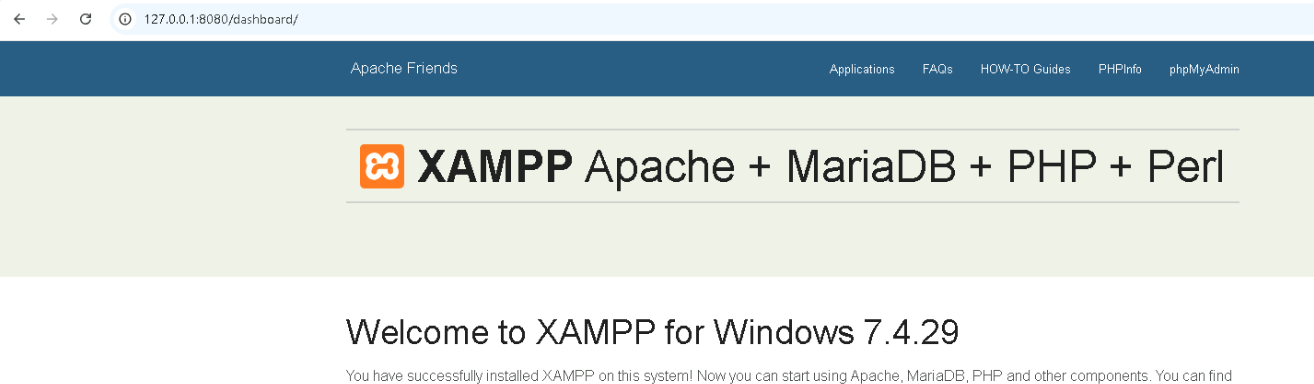 127.0.0.1:8080/dashboard/
Apache Friends Applications FAQs HOW-TO Guides PHPInfo phpMyAdmin
XAMPP Apache + MariaDB + PHP + Perl
Welcome to XAMPP for Windows 7.4.29
You have successfully installed XAMPP on this system! Now you can start using Apache, MariaDB, PHP and other components. You can find